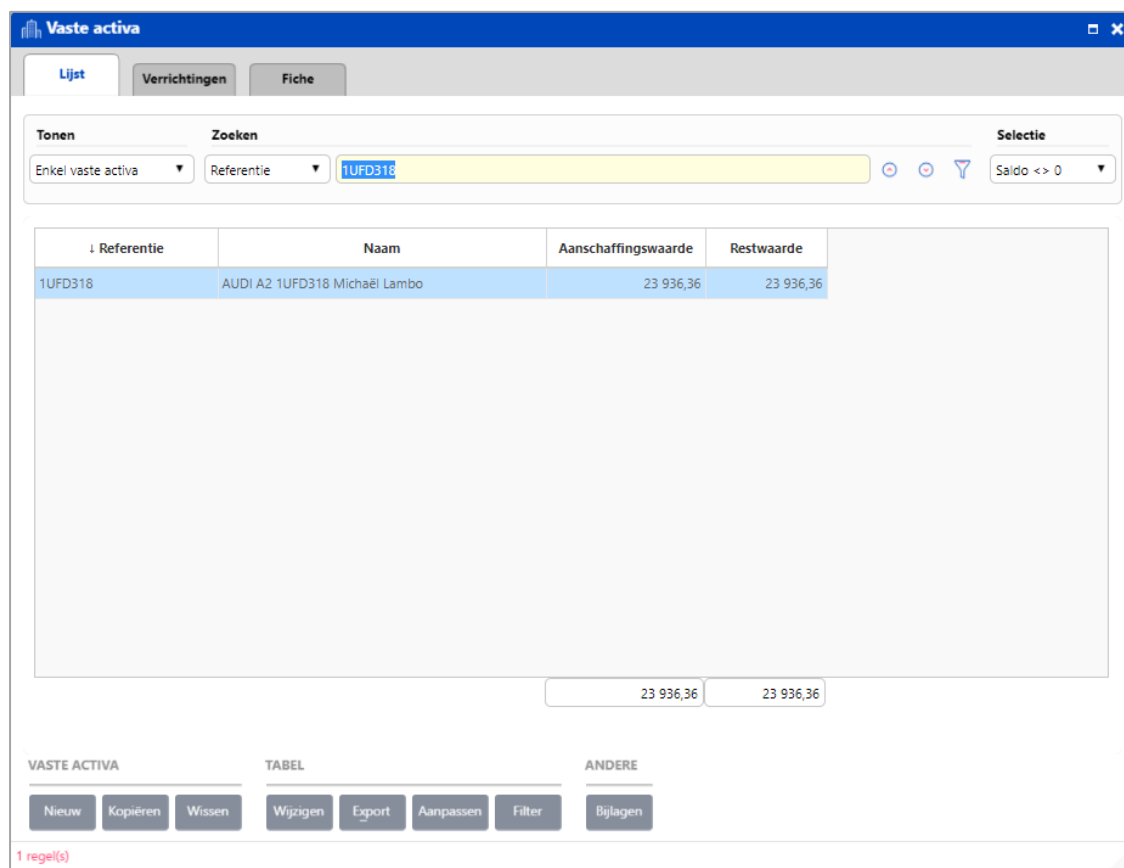 Vaste activa
Lijst Verrichtingen Fiche
Tonen Zoeken Selectie
Enkel vaste activa Referentie 1UFD318 Saldo <> 0
↓ Referentie Naam Aanschaffingswaarde Restwaarde
1UFD318 AUDI A2 1UFD318 Michaël Lambo 23 936,36 23 936,36
23 936,36 23 936,36
VASTE ACTIVA TABEL ANDERE
Nieuw Kopiëren Wissen Wijzigen Export Aanpassen Filter Bijlagen
1 regel(s)